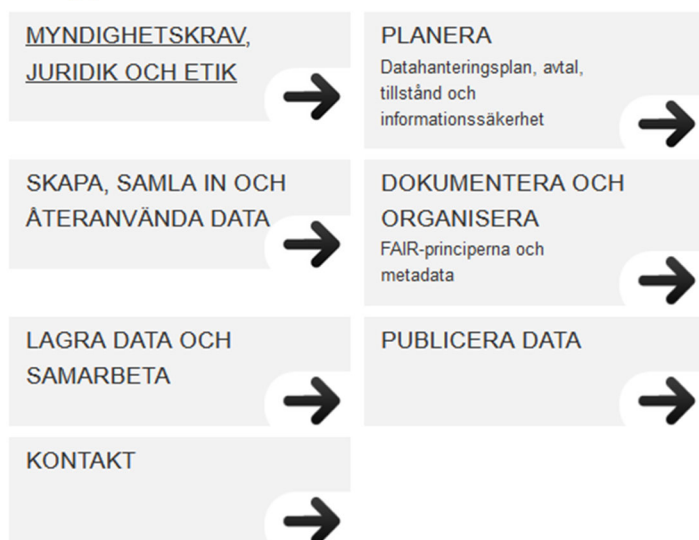 MYNDIGHETSKRAV,
JURIDIK OCH ETIK
PLANERA
Datahanteringsplan, avtal,
tillstånd och
informationssäkerhet
SKAPA, SAMLA IN OCH
ÅTERANVÄNDA DATA
DOKUMENTERA OCH
ORGANISERA
FAIR-principerna och
metadata
LAGRA DATA OCH
SAMARBETA
PUBLICERA DATA
KONTAKT